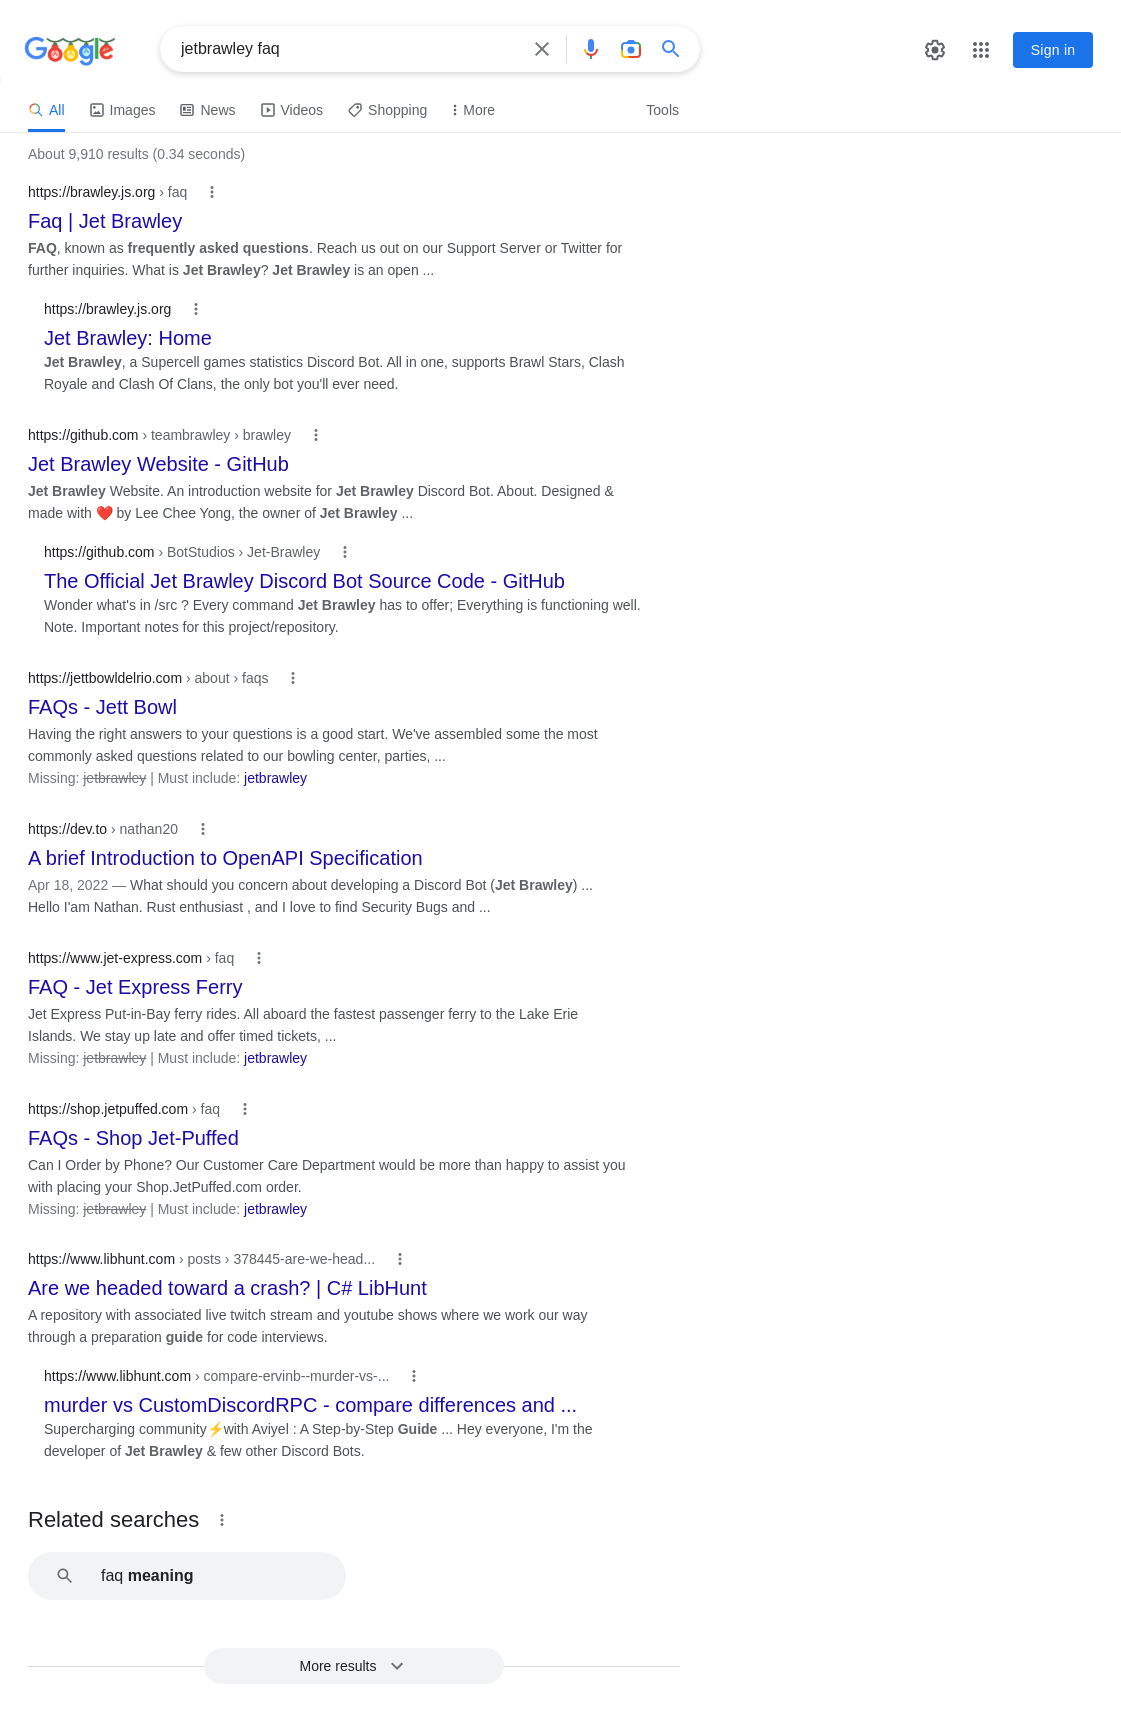 Google
jetbrawley faq
Sign in
All
Images
News
Videos
Shopping
More
Tools
About 9,910 results (0.34 seconds)
https://brawley.js.org › faq
Faq | Jet Brawley
FAQ, known as frequently asked questions. Reach us out on our Support Server or Twitter for
further inquiries. What is Jet Brawley? Jet Brawley is an open ...
https://brawley.js.org
Jet Brawley: Home
Jet Brawley, a Supercell games statistics Discord Bot. All in one, supports Brawl Stars, Clash
Royale and Clash Of Clans, the only bot you'll ever need.
https://github.com › teambrawley › brawley
Jet Brawley Website - GitHub
Jet Brawley Website. An introduction website for Jet Brawley Discord Bot. About. Designed &
made with ❤️ by Lee Chee Yong, the owner of Jet Brawley ...
https://github.com › BotStudios › Jet-Brawley
The Official Jet Brawley Discord Bot Source Code - GitHub
Wonder what's in /src ? Every command Jet Brawley has to offer; Everything is functioning well.
Note. Important notes for this project/repository.
https://jettbowldelrio.com › about › faqs
FAQs - Jett Bowl
Having the right answers to your questions is a good start. We've assembled some the most
commonly asked questions related to our bowling center, parties, ...
Missing: jetbrawley | Must include: jetbrawley
https://dev.to › nathan20
A brief Introduction to OpenAPI Specification
Apr 18, 2022 — What should you concern about developing a Discord Bot (Jet Brawley) ...
Hello I'am Nathan. Rust enthusiast , and I love to find Security Bugs and ...
https://www.jet-express.com › faq
FAQ - Jet Express Ferry
Jet Express Put-in-Bay ferry rides. All aboard the fastest passenger ferry to the Lake Erie
Islands. We stay up late and offer timed tickets, ...
Missing: jetbrawley | Must include: jetbrawley
https://shop.jetpuffed.com › faq
FAQs - Shop Jet-Puffed
Can I Order by Phone? Our Customer Care Department would be more than happy to assist you
with placing your Shop.JetPuffed.com order.
Missing: jetbrawley | Must include: jetbrawley
https://www.libhunt.com › posts › 378445-are-we-head...
Are we headed toward a crash? | C# LibHunt
A repository with associated live twitch stream and youtube shows where we work our way
through a preparation guide for code interviews.
https://www.libhunt.com › compare-ervinb--murder-vs-...
murder vs CustomDiscordRPC - compare differences and ...
Supercharging community⚡with Aviyel : A Step-by-Step Guide ... Hey everyone, I'm the
developer of Jet Brawley & few other Discord Bots.
Related searches
faq meaning
More results